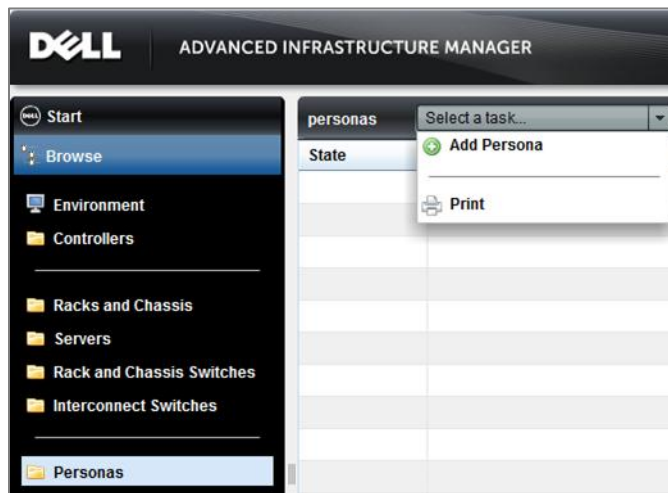 DELL
ADVANCED INFRASTRUCTURE MANAGER
Start
Browse
Environment
Controllers
Racks and Chassis
Servers
Rack and Chassis Switches
Interconnect Switches
Personas
personas
Select a task...
Add Persona
Print
State